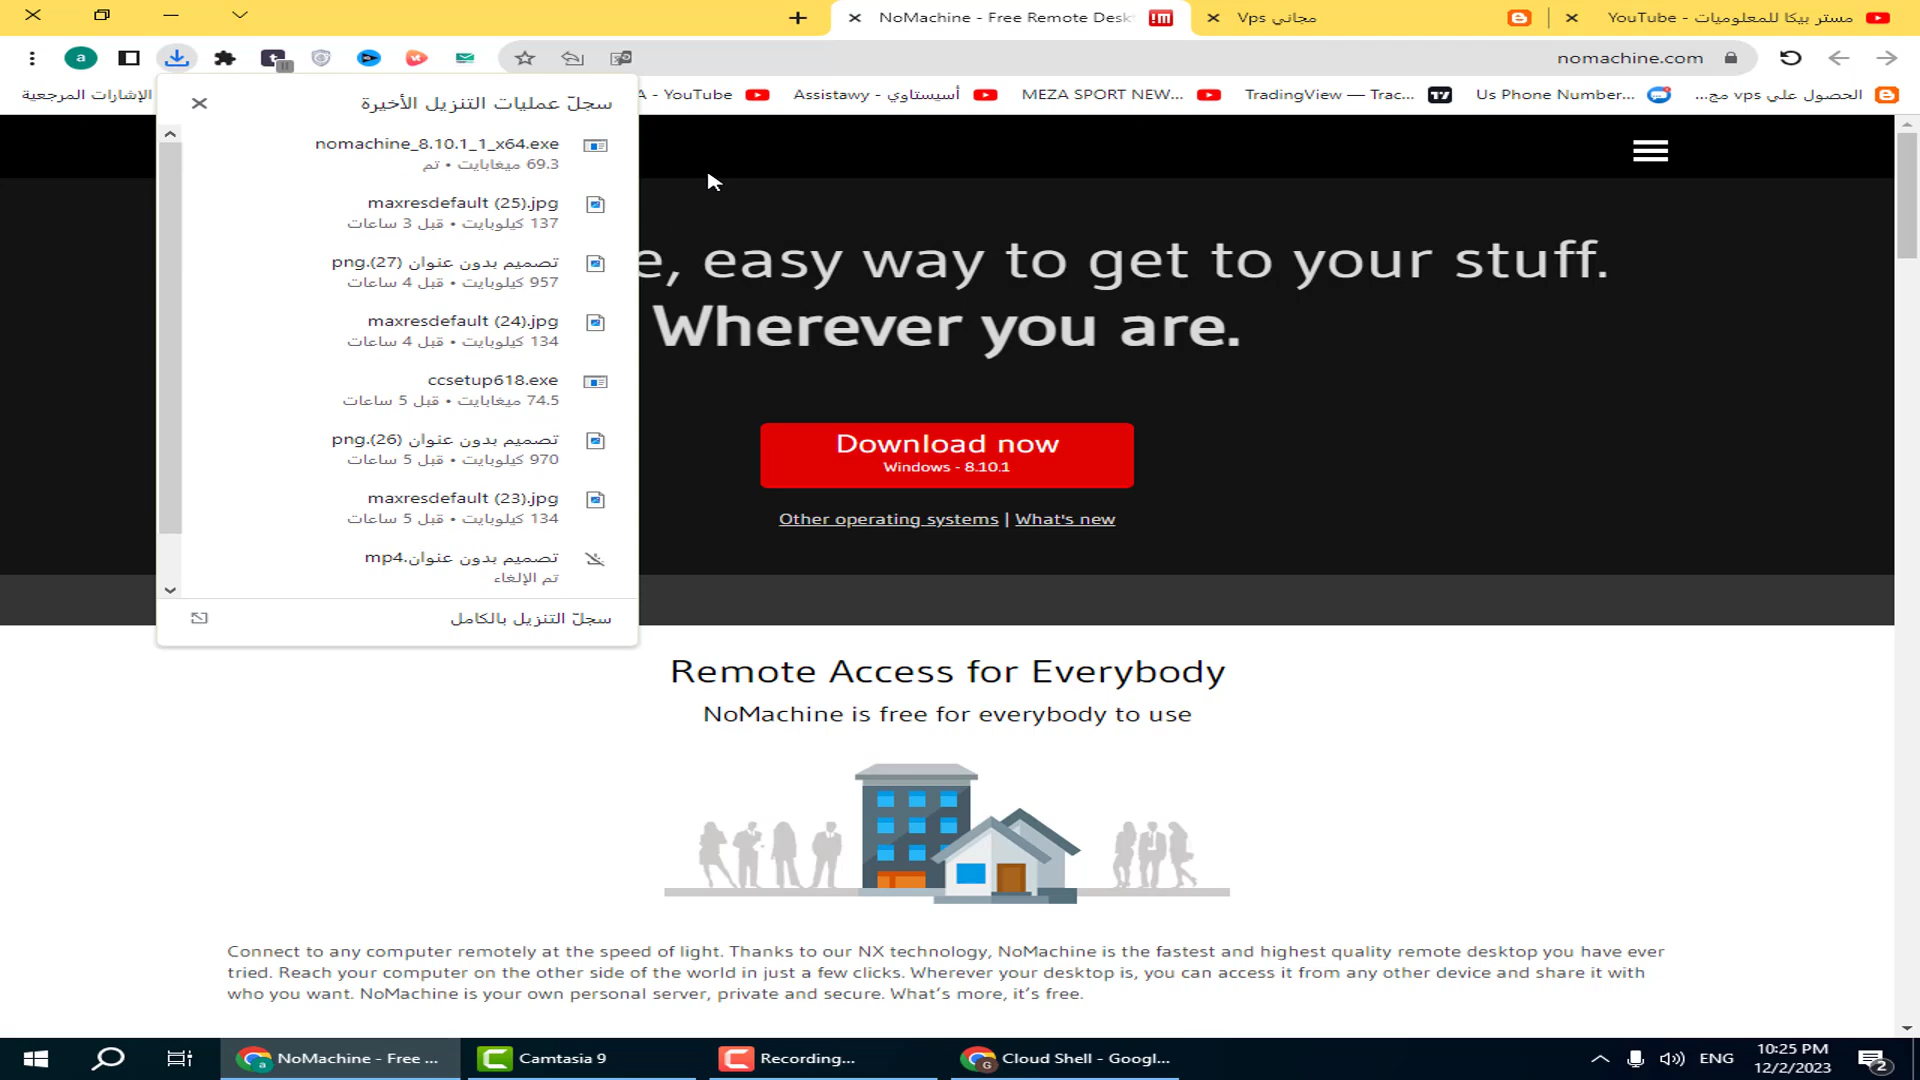 NoMachine - Free Remote Desk
مجاني Vps
مستر بيكا للمعلوميات - YouTube
a
nomachine.com
الإشارات المرجعية
A - YouTube
Assistawy - أسيستاوي
MEZA SPORT NEW...
TradingView — Trac...
Us Phone Number...
الحصول علي vps مج...
سجلّ عمليات التنزيل الأخيرة
nomachine_8.10.1_1_x64.exe
69.3 ميغابايت • تم
maxresdefault (25).jpg
137 كيلوبايت • قبل 3 ساعات
تصميم بدون عنوان (27).png
957 كيلوبايت • قبل 4 ساعات
maxresdefault (24).jpg
134 كيلوبايت • قبل 4 ساعات
ccsetup618.exe
74.5 ميغابايت • قبل 5 ساعات
تصميم بدون عنوان (26).png
970 كيلوبايت • قبل 5 ساعات
maxresdefault (23).jpg
134 كيلوبايت • قبل 5 ساعات
تصميم بدون عنوان.mp4
تم الإلغاء
سجلّ التنزيل بالكامل
e, easy way to get to your stuff.
Wherever you are.
Download now
Windows - 8.10.1
Other operating systems | What's new
Remote Access for Everybody
NoMachine is free for everybody to use
Connect to any computer remotely at the speed of light. Thanks to our NX technology, NoMachine is the fastest and highest quality remote desktop you have ever
tried. Reach your computer on the other side of the world in just a few clicks. Wherever your desktop is, you can access it from any other device and share it with
who you want. NoMachine is your own personal server, private and secure. What's more, it's free.
NoMachine - Free ...
Camtasia 9
Recording...
Cloud Shell - Googl...
ENG
10:25 PM
12/2/2023
2